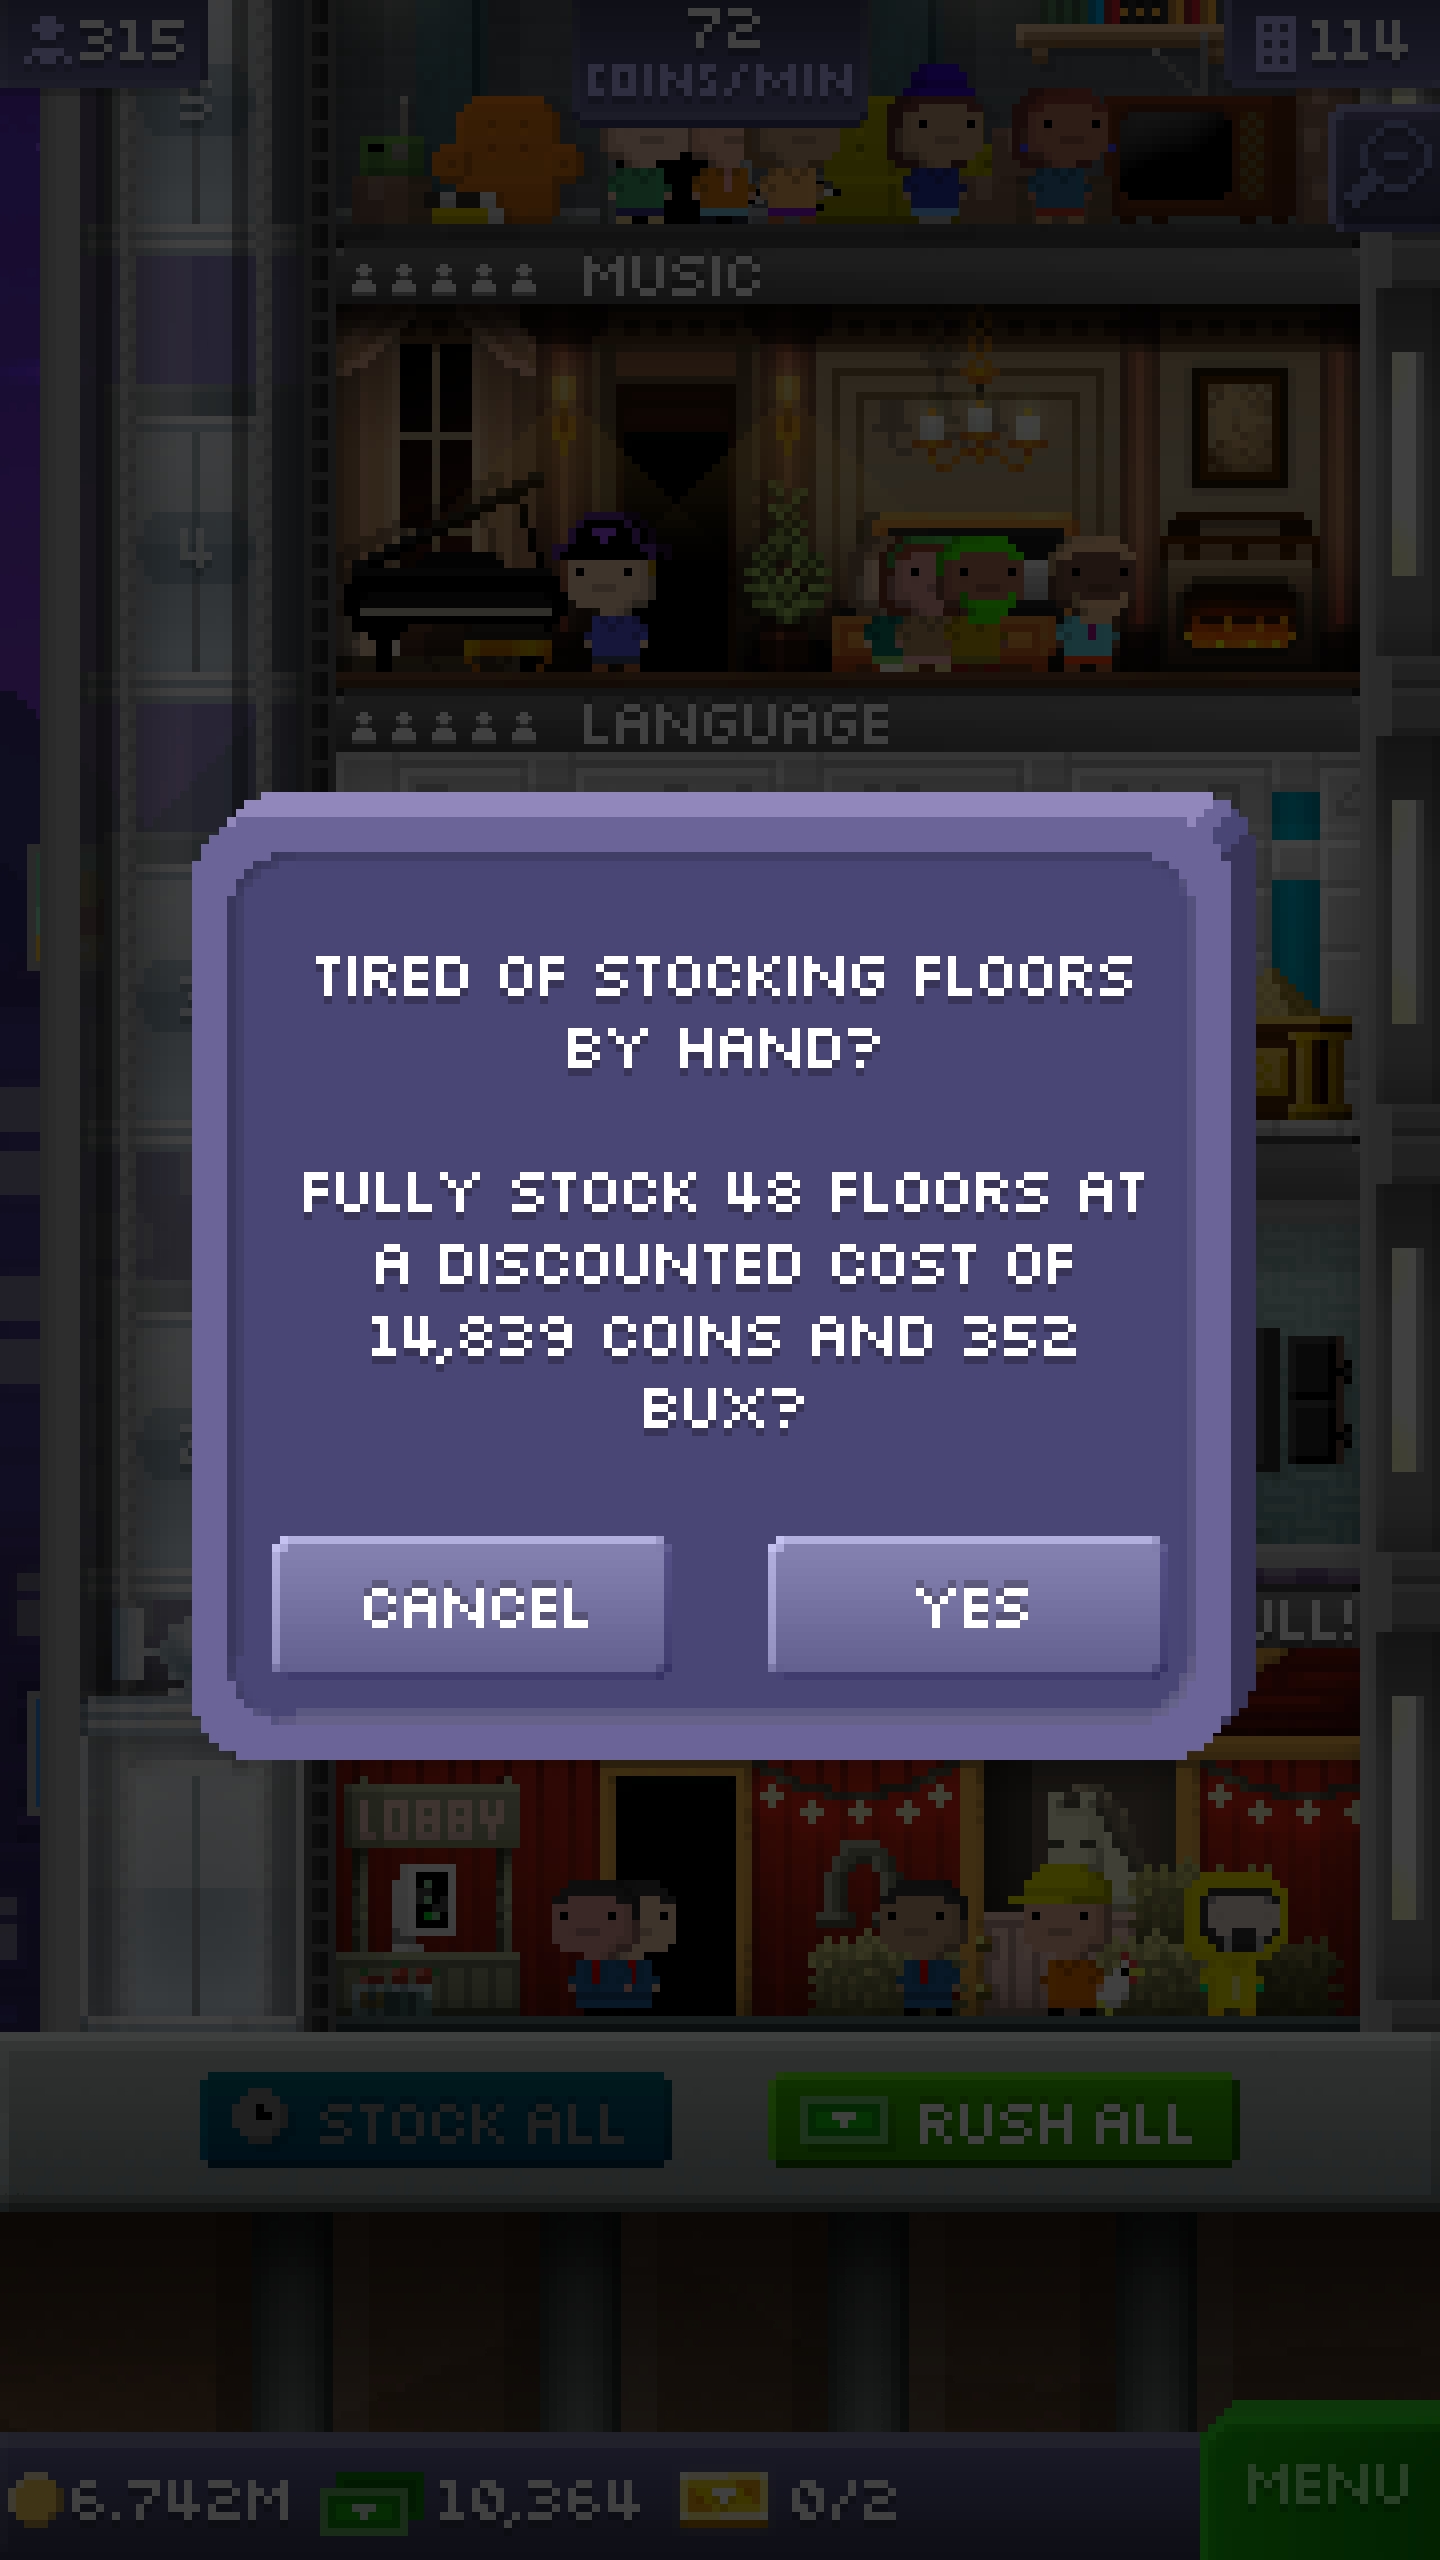 315
72
COINS/MIN
114
5
MUSIC
4
LANGUAGE
TIRED OF STOCKING FLOORS
BY HAND?
FULLY STOCK 48 FLOORS AT
A DISCOUNTED COST OF
14,839 COINS AND 352
BUX?
CANCEL
YES
LOBBY
STOCK ALL
RUSH ALL
6.742M
10,364
0/2
MENU